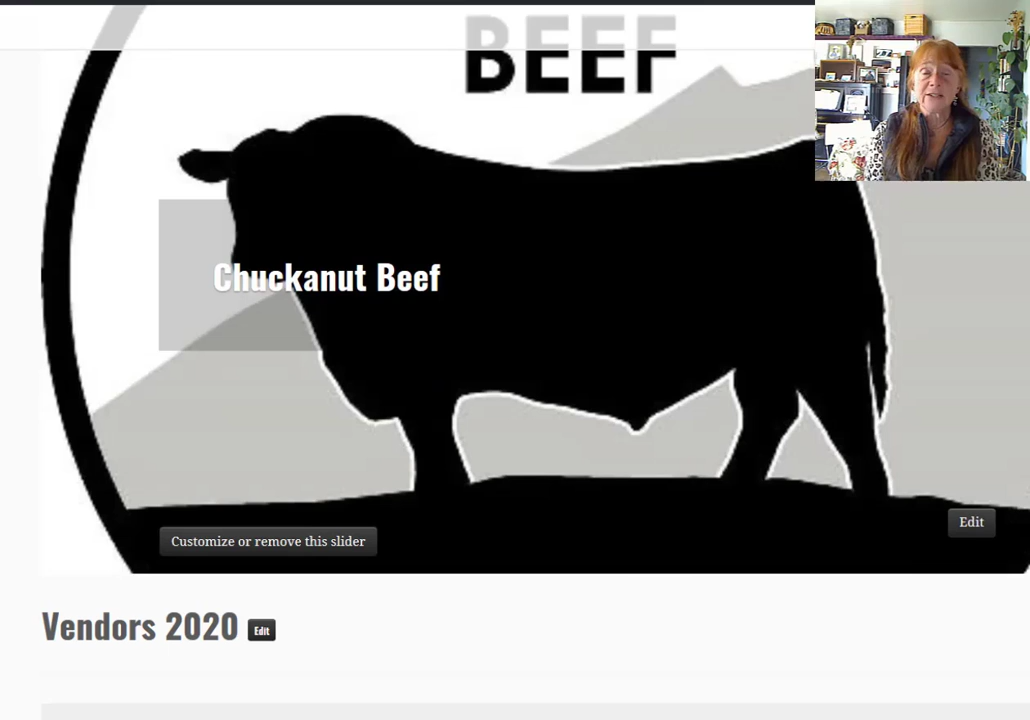 BEEF
Chuckanut Beef
Customize or remove this slider
Edit
Vendors 2020 Edit